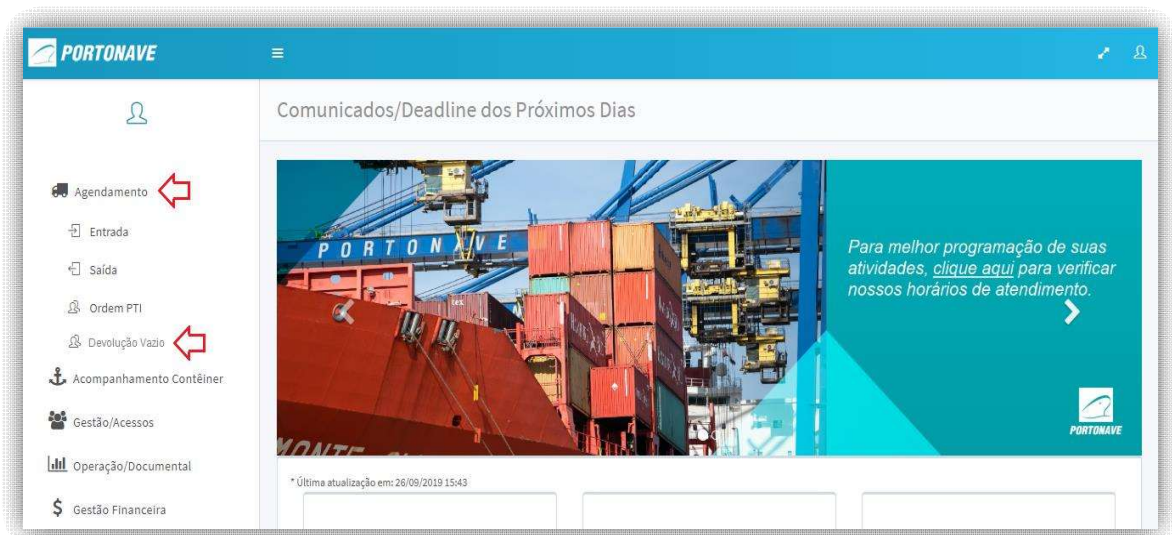 PORTONAVE
Comunicados/Deadline dos Próximos Dias
Agendamento
Entrada
Saída
Ordem PTI
Devolução Vazio
Acompanhamento Contêiner
Gestão/Acessos
Operação/Documental
Gestão Financeira
PORTONAVE
tex
Para melhor programação de suas
atividades, clique aqui para verificar
nossos horários de atendimento.
PORTONAVE
* Última atualização em: 26/09/2019 15:43